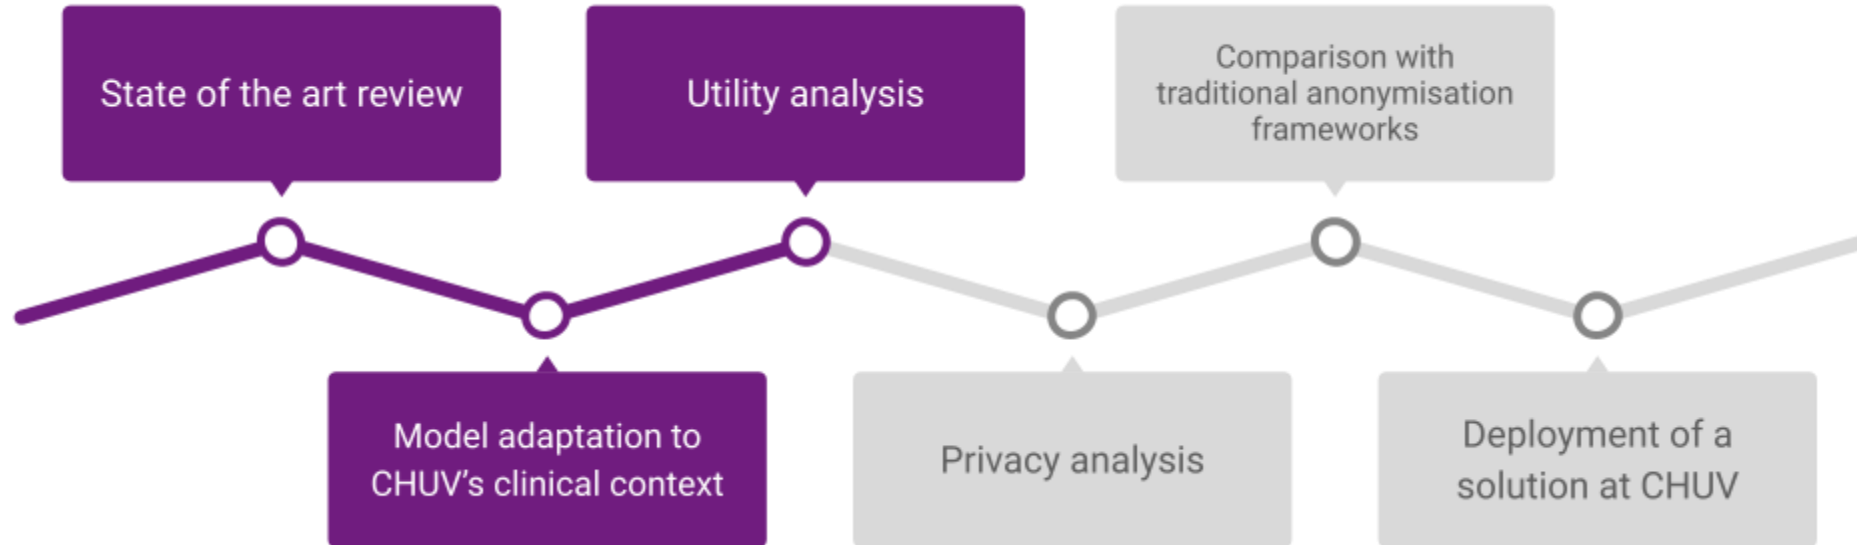 State of the art review
Utility analysis
Comparison with
traditional anonymisation
frameworks
Model adaptation to
CHUV’s clinical context
Privacy analysis
Deployment of a
solution at CHUV